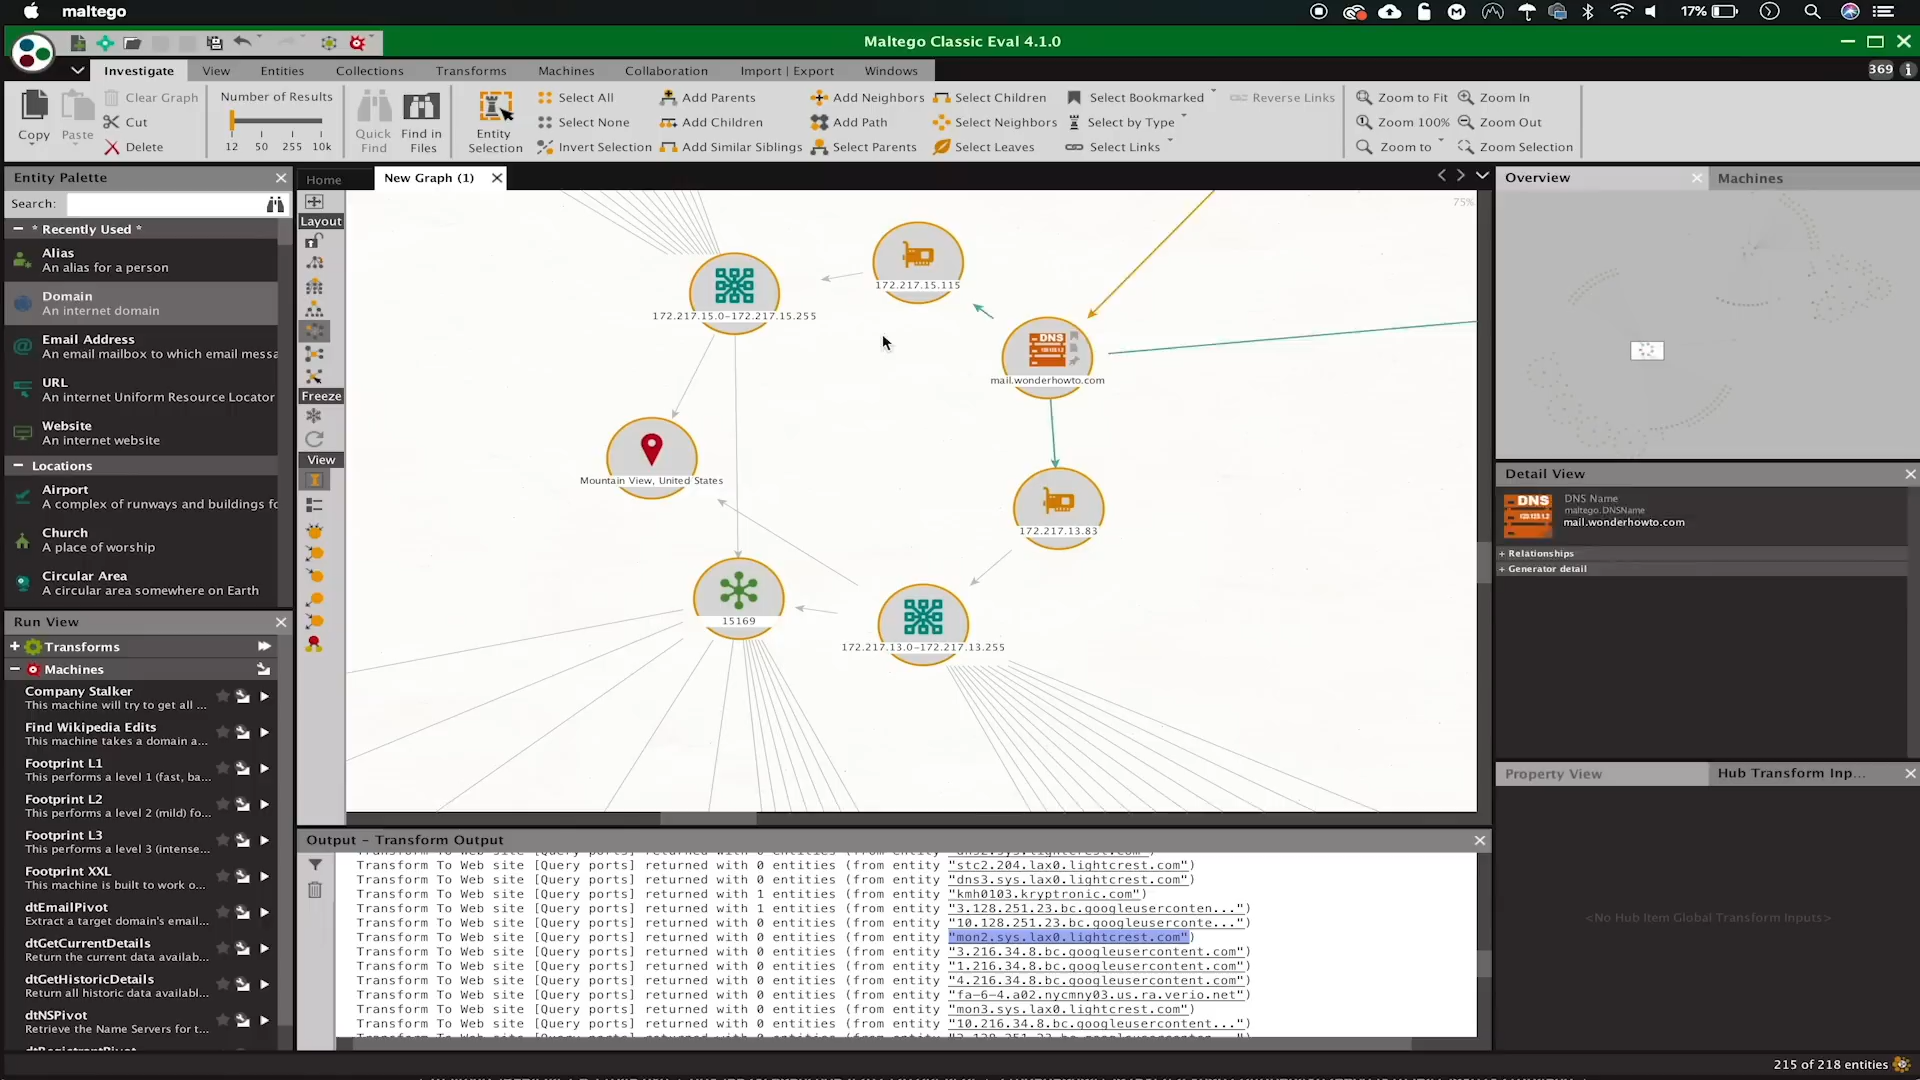 maltego
17%
Maltego Classic Eval 4.1.0
Investigate
View
Entities
Collections
Transforms
Machines
Collaboration
Import | Export
Windows
369
Copy
Paste
Clear Graph
Cut
Delete
Number of Results
12 50 255 10k
Quick
Find
Find in
Files
Entity
Selection
Select All
Select None
Invert Selection
Add Parents
Add Children
Add Similar Siblings
Add Neighbors
Add Path
Select Parents
Select Children
Select Neighbors
Select Leaves
Select Bookmarked
Select by Type
Select Links
Reverse Links
Zoom to Fit
Zoom 100%
Zoom to
Zoom In
Zoom Out
Zoom Selection
Entity Palette
Search:
* Recently Used *
Alias
An alias for a person
Domain
An internet domain
Email Address
An email mailbox to which email messa
URL
An internet Uniform Resource Locator
Website
An internet website
Locations
Airport
A complex of runways and buildings fo
Church
A place of worship
Circular Area
A circular area somewhere on Earth
Run View
Transforms
Machines
Company Stalker
This machine will try to get all ...
Find Wikipedia Edits
This machine takes a domain a...
Footprint L1
This performs a level 1 (fast, ba...
Footprint L2
This performs a level 2 (mild) fo...
Footprint L3
This performs a level 3 (intense...
Footprint XXL
This machine is built to work o...
dtEmailPivot
Extract a target domain's email...
dtGetCurrentDetails
Return the current data availab...
dtGetHistoricDetails
Return all historic data availabl...
dtNSPivot
Retrieve the Name Servers for t...
Home
New Graph (1)
Layout
Freeze
View
75%
172.217.15.115
172.217.15.0-172.217.15.255
DNS
mail.wonderhowto.com
Mountain View, United States
172.217.13.83
15169
172.217.13.0-172.217.13.255
Output - Transform Output
Transform To Web site [Query ports] returned with 0 entities (from entity "stc2.204.lax0.lightcrest.com")
Transform To Web site [Query ports] returned with 0 entities (from entity "dns3.sys.lax0.lightcrest.com")
Transform To Web site [Query ports] returned with 1 entities (from entity "kmh0103.kryptronic.com")
Transform To Web site [Query ports] returned with 1 entities (from entity "3.128.251.23.bc.googleuserconten...")
Transform To Web site [Query ports] returned with 0 entities (from entity "10.128.251.23.bc.googleuserconte...")
Transform To Web site [Query ports] returned with 0 entities (from entity "mon2.sys.lax0.lightcrest.com")
Transform To Web site [Query ports] returned with 0 entities (from entity "3.216.34.8.bc.googleusercontent.com")
Transform To Web site [Query ports] returned with 0 entities (from entity "1.216.34.8.bc.googleusercontent.com")
Transform To Web site [Query ports] returned with 0 entities (from entity "4.216.34.8.bc.googleusercontent.com")
Transform To Web site [Query ports] returned with 0 entities (from entity "fa-6-4.a02.nycmny03.us.ra.verio.net")
Transform To Web site [Query ports] returned with 0 entities (from entity "mon3.sys.lax0.lightcrest.com")
Transform To Web site [Query ports] returned with 0 entities (from entity "10.216.34.8.bc.googleusercontent...")
Overview
Machines
Detail View
DNS
DNS Name
maltego.DNSName
mail.wonderhowto.com
+ Relationships
+ Generator detail
Property View
Hub Transform Inp...
<No Hub Item Global Transform Inputs>
215 of 218 entities